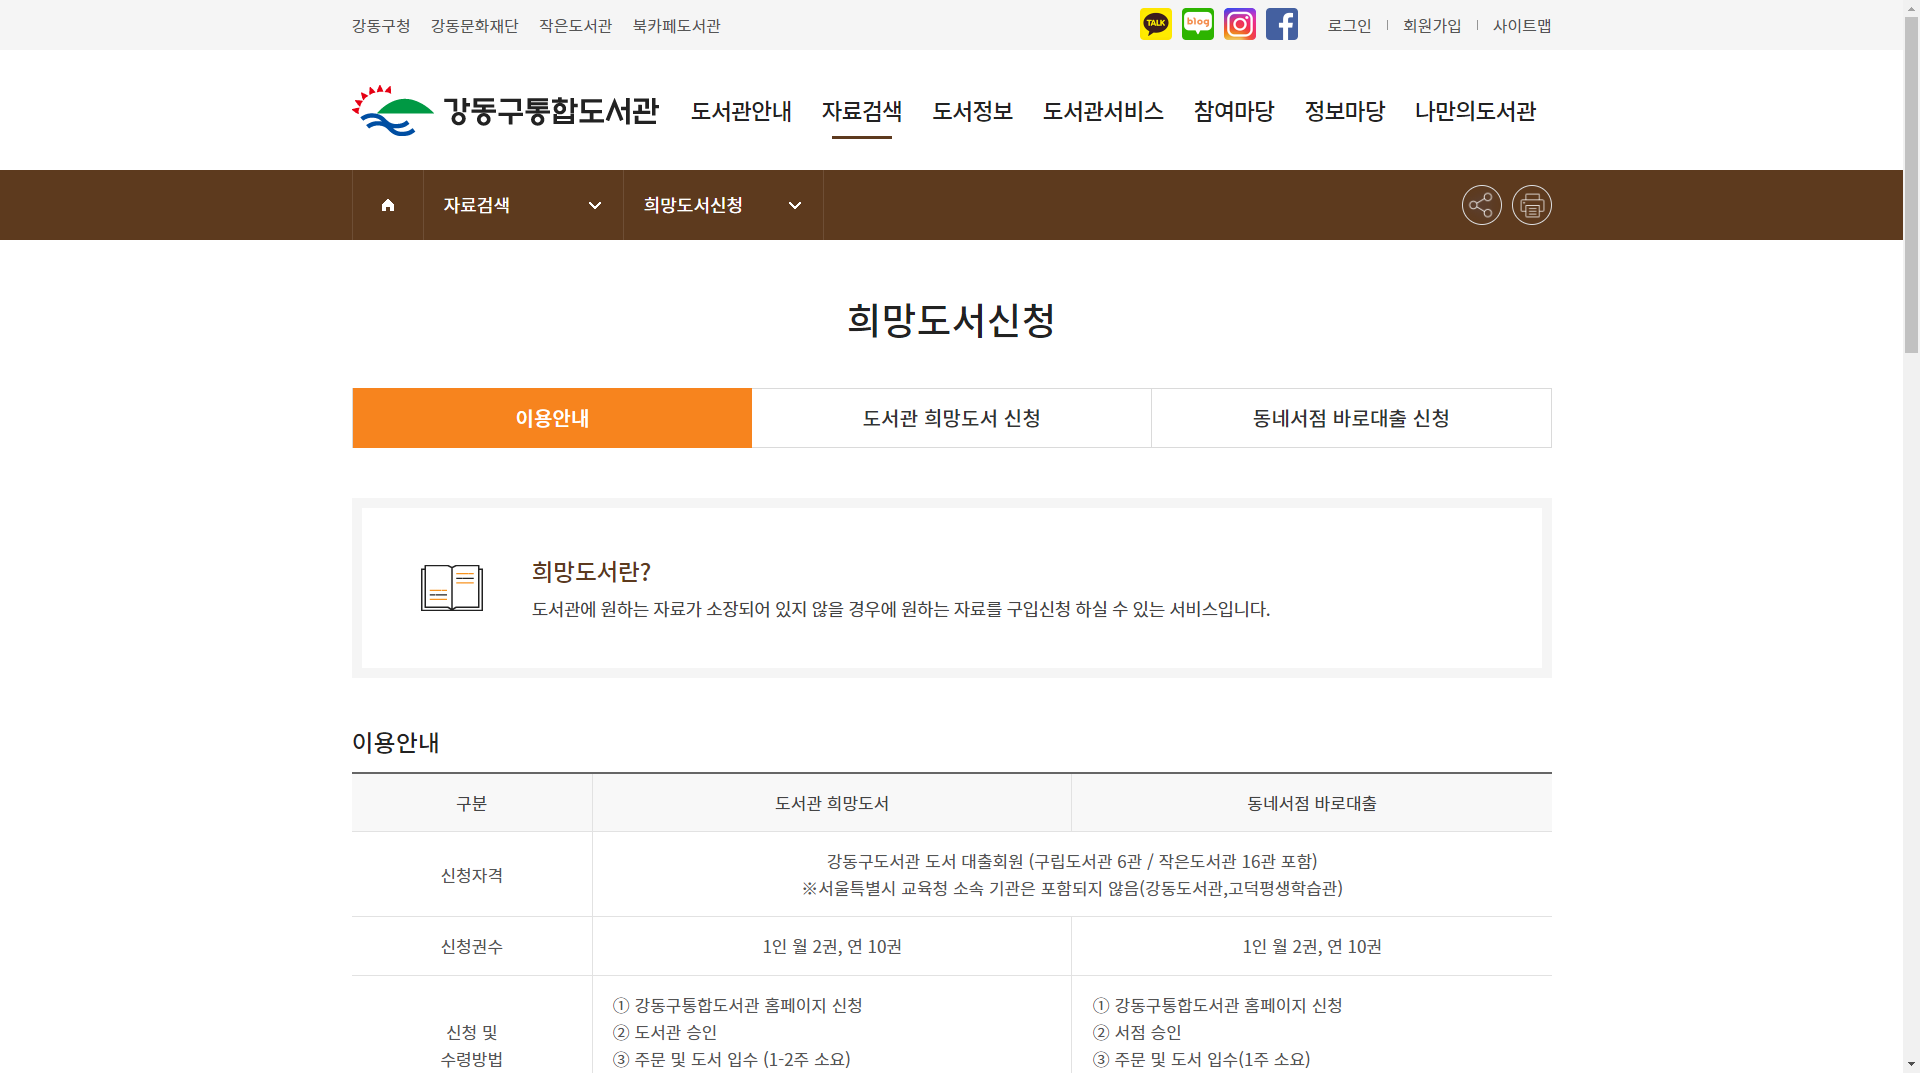 강동구청 강동문화재단 작은도서관 북카페도서관
TALK blog 로그인 회원가입 사이트맵
강동구통합도서관 도서관안내 자료검색 도서정보 도서관서비스 참여마당 정보마당 나만의도서관
자료검색 희망도서신청
희망도서신청
이용안내 도서관 희망도서 신청 동네서점 바로대출 신청
희망도서란?
도서관에 원하는 자료가 소장되어 있지 않을 경우에 원하는 자료를 구입신청 하실 수 있는 서비스입니다.
이용안내
구분 도서관 희망도서 동네서점 바로대출
신청자격
강동구도서관 도서 대출회원 (구립도서관 6관 / 작은도서관 16관 포함)
※서울특별시 교육청 소속 기관은 포함되지 않음(강동도서관,고덕평생학습관)
신청권수 1인 월 2권, 연 10권 1인 월 2권, 연 10권
신청 및
수령방법
① 강동구통합도서관 홈페이지 신청
② 도서관 승인
③ 주문 및 도서 입수 (1-2주 소요)
① 강동구통합도서관 홈페이지 신청
② 서점 승인
③ 주문 및 도서 입수(1주 소요)